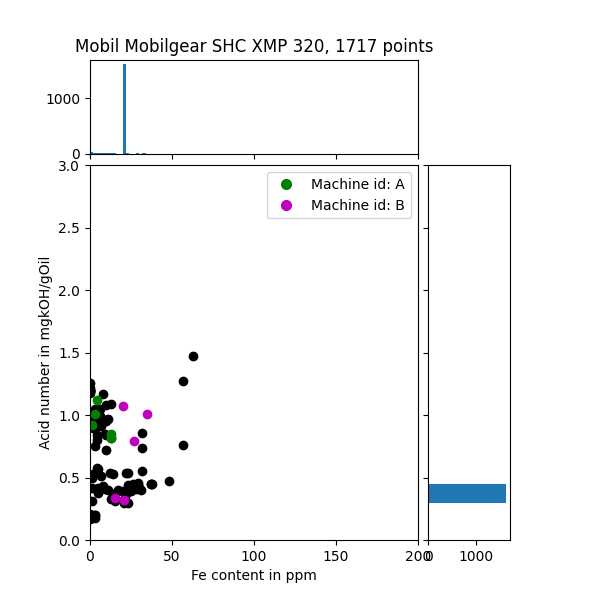 Mobil Mobilgear SHC XMP 320, 1717 points
1000
0
3.0
2.5
2.0
1.5
1.0
0.5
0.0
Acid number in mgkOH/gOil
Machine id: A
Machine id: B
0 50 100 150 200
0 1000
Fe content in ppm